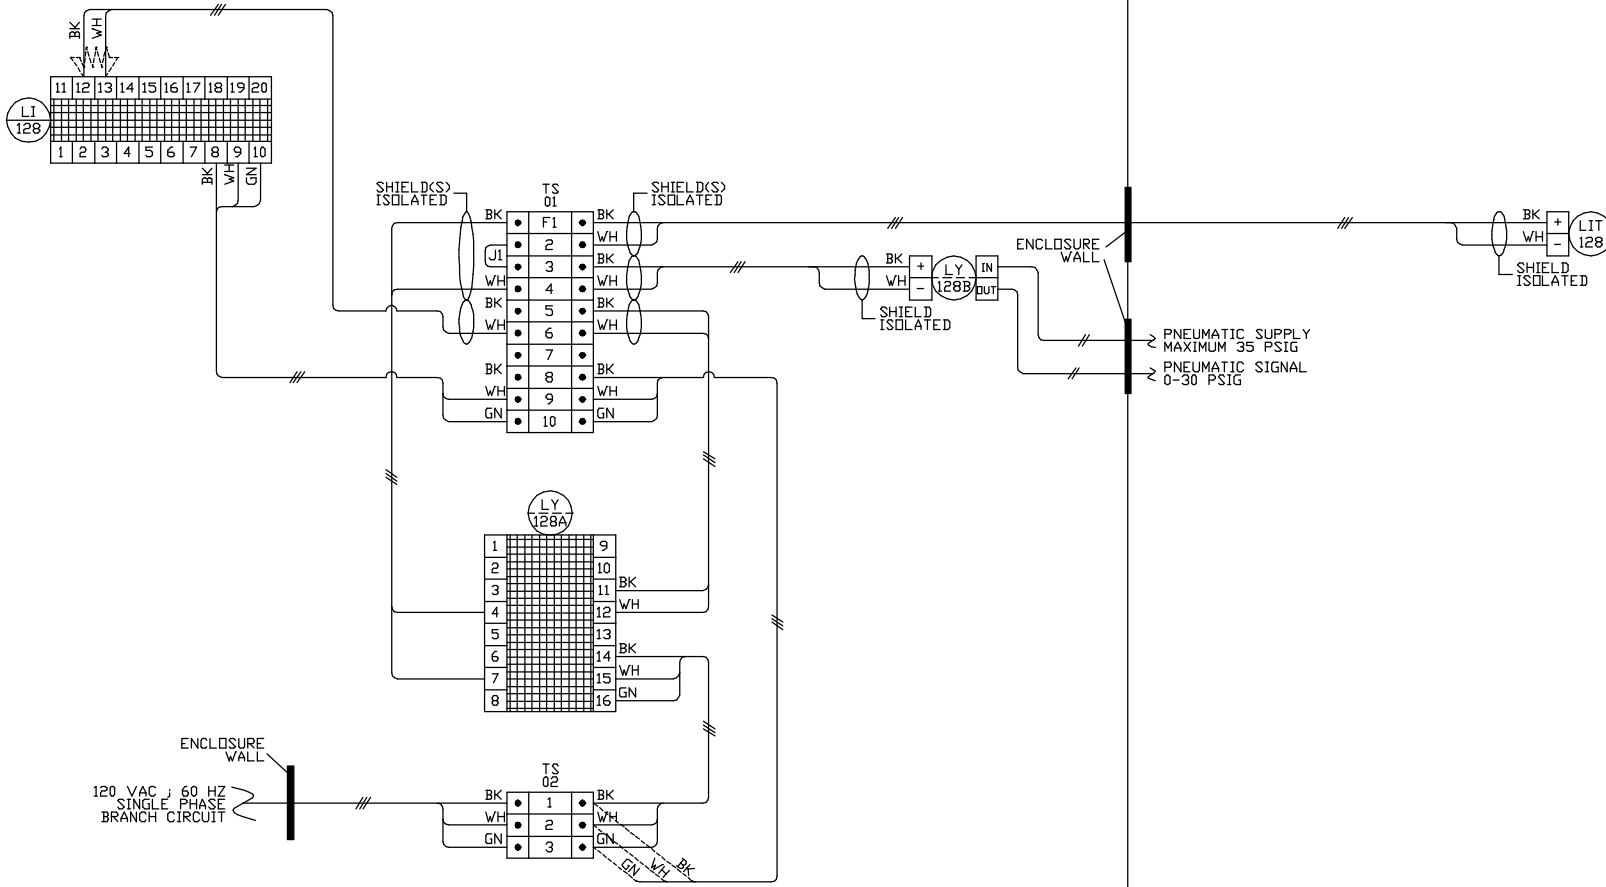 BK
WH
11 12 13 14 15 16 17 18 19 20
LI
128
1 2 3 4 5 6 7 8 9 10
BK
WH
GN
SHIELD(S)
ISOLATED
TS
01
SHIELD(S)
ISOLATED
BK F1 BK
2 WH
J1
3 BK
WH 4 WH
BK 5 BK
WH 6 WH
7
BK 8 BK
WH 9 WH
GN 10 GN
BK + LY IN
WH - 128B OUT
SHIELD
ISOLATED
ENCLOSURE
WALL
BK + LIT
WH - 128
SHIELD
ISOLATED
PNEUMATIC SUPPLY
MAXIMUM 35 PSIG
PNEUMATIC SIGNAL
0-30 PSIG
LY
128A
1 9
2 10
3 11 BK
4 12 WH
5 13
6 14 BK
7 15 WH
8 16 GN
ENCLOSURE
WALL
120 VAC ; 60 HZ
SINGLE PHASE
BRANCH CIRCUIT
TS
02
BK 1 BK
WH 2 WH
GN 3 GN
GN WH BK